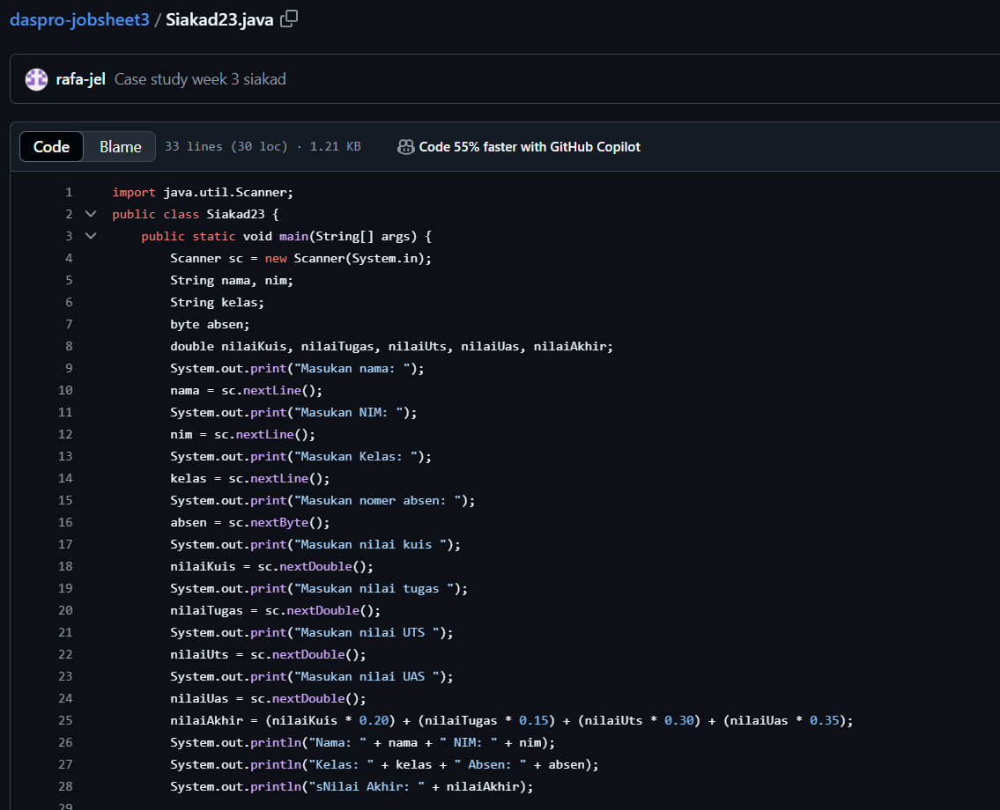 daspro-jobsheet3 / Siakad23.java
rafa-jel Case study week 3 siakad
Code Blame 33 lines (30 loc) · 1.21 KB Code 55% faster with GitHub Copilot
1 import java.util.Scanner;
2 public class Siakad23 {
3 public static void main(String[] args) {
4 Scanner sc = new Scanner(System.in);
5 String nama, nim;
6 String kelas;
7 byte absen;
8 double nilaiKuis, nilaiTugas, nilaiUts, nilaiUas, nilaiAkhir;
9 System.out.print("Masukan nama: ");
10 nama = sc.nextLine();
11 System.out.print("Masukan NIM: ");
12 nim = sc.nextLine();
13 System.out.print("Masukan Kelas: ");
14 kelas = sc.nextLine();
15 System.out.print("Masukan nomer absen: ");
16 absen = sc.nextByte();
17 System.out.print("Masukan nilai kuis ");
18 nilaiKuis = sc.nextDouble();
19 System.out.print("Masukan nilai tugas ");
20 nilaiTugas = sc.nextDouble();
21 System.out.print("Masukan nilai UTS ");
22 nilaiUts = sc.nextDouble();
23 System.out.print("Masukan nilai UAS ");
24 nilaiUas = sc.nextDouble();
25 nilaiAkhir = (nilaiKuis * 0.20) + (nilaiTugas * 0.15) + (nilaiUts * 0.30) + (nilaiUas * 0.35);
26 System.out.println("Nama: " + nama + " NIM: " + nim);
27 System.out.println("Kelas: " + kelas + " Absen: " + absen);
28 System.out.println("sNilai Akhir: " + nilaiAkhir);
29